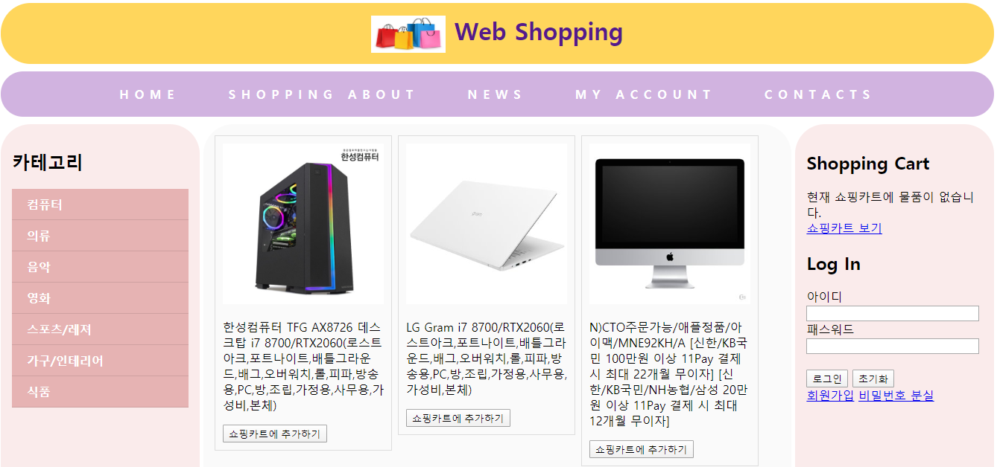 Web Shopping
HOME SHOPPING ABOUT NEWS MY ACCOUNT CONTACTS
카테고리
컴퓨터
의류
음악
영화
스포츠/레져
가구/인테리어
식품
한성컴퓨터
한성컴퓨터 TFG AX8726 데스
크탑 i7 8700/RTX2060(로스트
아크,포트나이트,배틀그라운
드,배그,오버워치,롤,피파,방송
용,PC,방,조립,가정용,사무용,가
성비,본체)
쇼핑카트에 추가하기
gram
LG Gram i7 8700/RTX2060(로
스트아크,포트나이트,배틀그라
운드,배그,오버워치,롤,피파,방
송용,PC,방,조립,가정용,사무용,
가성비,본체)
쇼핑카트에 추가하기
N)CTO주문가능/애플정품/아
이맥/MNE92KH/A [신한/KB국
민 100만원 이상 11Pay 결제
시 최대 22개월 무이자] [신
한/KB국민/NH농협/삼성 20만
원 이상 11Pay 결제 시 최대
12개월 무이자]
쇼핑카트에 추가하기
Shopping Cart
현재 쇼핑카트에 물품이 없습니
다.
쇼핑카트 보기
Log In
아이디
패스워드
로그인 초기화
회원가입 비밀번호 분실